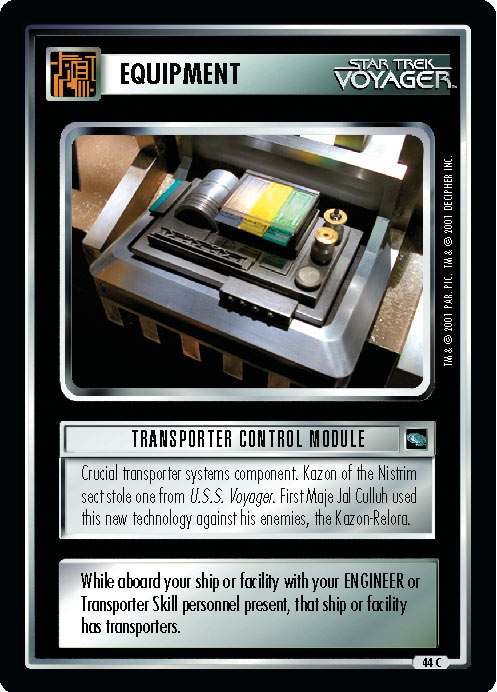 EQUIPMENT
STAR TREK
VOYAGER™
TM & © 2001 PAR. PIC. TM & © 2001 DECIPHER INC.
TRANSPORTER CONTROL MODULE
Crucial transporter systems component. Kazon of the Nistrim
sect stole one from U.S.S. Voyager. First Maje Jal Culluh used
this new technology against his enemies, the Kazon-Relora.
While aboard your ship or facility with your ENGINEER or
Transporter Skill personnel present, that ship or facility
has transporters.
44 C